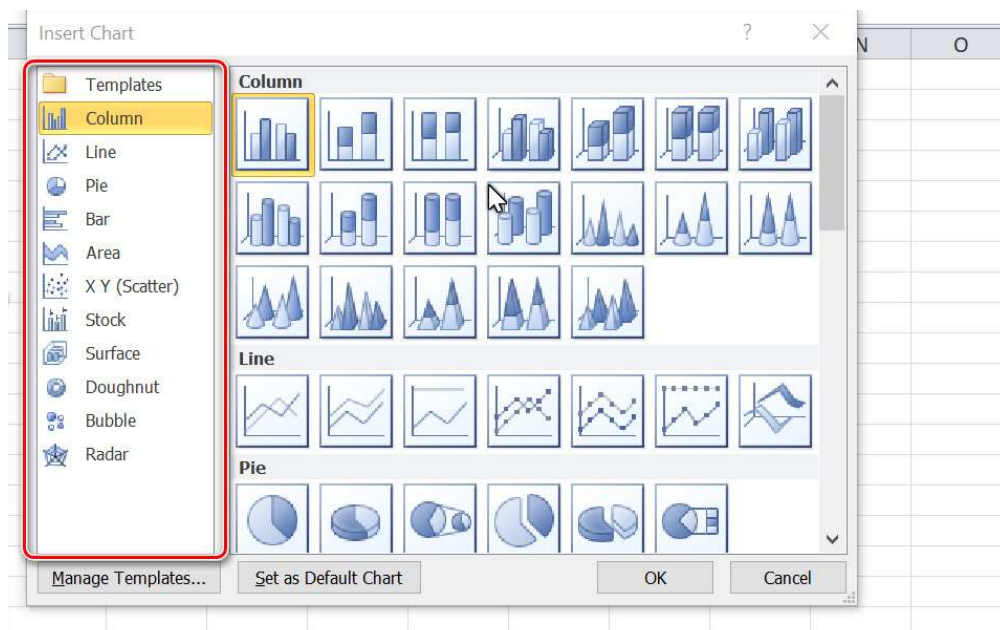 Insert Chart
?
N
O
Templates
Column
Line
Pie
Bar
Area
X Y (Scatter)
Stock
Surface
Doughnut
Bubble
Radar
Column
Line
Pie
Manage Templates...
Set as Default Chart
OK
Cancel